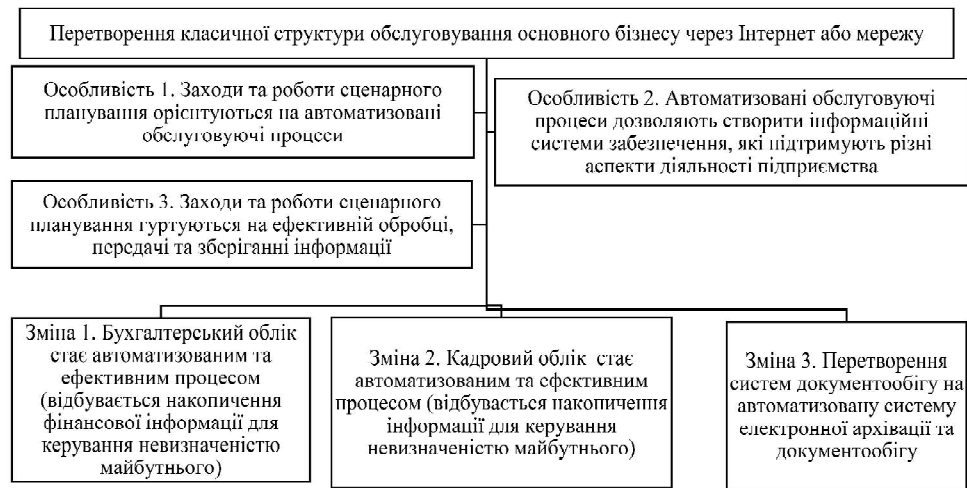 Перетворення класичної структури обслуговування основного бізнесу через Інтернет або мережу
Особливість 1. Заходи та роботи сценарного
планування орієнтуються на автоматизовані
обслуговуючі процеси
Особливість 2. Автоматизовані обслуговуючі
процеси дозволяють створити інформаційні
системи забезпечення, які підтримують різні
аспекти діяльності підприємства
Особливість 3. Заходи та роботи сценарного
планування гуртуються на ефективній обробці,
передачі та зберіганні інформації
Зміна 1. Бухгалтерський облік
стає автоматизованим та
ефективним процесом
(відбувається накопичення
фінансової інформації для
керування невизначеністю
майбутнього)
Зміна 2. Кадровий облік стає
автоматизованим та ефективним
процесом (відбувається накопичення
інформації для керування
невизначеністю майбутнього)
Зміна 3. Перетворення
систем документообігу на
автоматизовану систему
електронної архівації та
документообігу